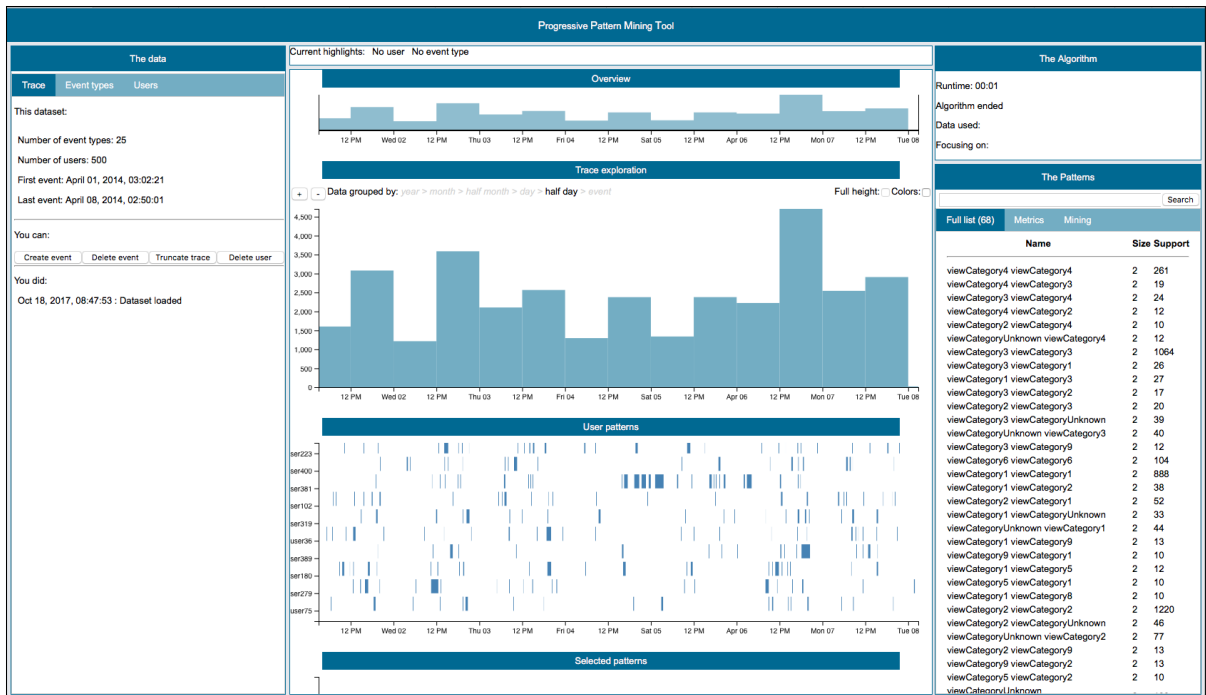 Progressive Pattern Mining Tool
The data
Trace Event types Users
This dataset:
Number of event types: 25
Number of users: 500
First event: April 01, 2014, 03:02:21
Last event: April 08, 2014, 02:50:01
You can:
Create event Delete event Truncate trace Delete user
You did:
Oct 18, 2017, 08:47:53 : Dataset loaded
Current highlights: No user No event type
Overview
12 PM Wed 02 12 PM Thu 03 12 PM Fri 04 12 PM Sat 05 12 PM Apr 06 12 PM Mon 07 12 PM Tue 08
Trace exploration
+ - Data grouped by: year > month > half month > day > half day > event Full height: Colors:
4,500
4,000
3,500
3,000
2,500
2,000
1,500
1,000
500
0
12 PM Wed 02 12 PM Thu 03 12 PM Fri 04 12 PM Sat 05 12 PM Apr 06 12 PM Mon 07 12 PM Tue 08
User patterns
ser223
ser400
ser381
ser102
ser319
user36
ser389
ser180
ser279
user75
12 PM Wed 02 12 PM Thu 03 12 PM Fri 04 12 PM Sat 05 12 PM Apr 06 12 PM Mon 07 12 PM Tue 08
Selected patterns
The Algorithm
Runtime: 00:01
Algorithm ended
Data used:
Focusing on:
The Patterns
Search
Full list (68) Metrics Mining
Name Size Support
viewCategory4 viewCategory4 2 261
viewCategory4 viewCategory3 2 19
viewCategory3 viewCategory4 2 24
viewCategory4 viewCategory2 2 12
viewCategory2 viewCategory4 2 10
viewCategoryUnknown viewCategory4 2 12
viewCategory3 viewCategory3 2 1064
viewCategory3 viewCategory1 2 26
viewCategory1 viewCategory3 2 27
viewCategory3 viewCategory2 2 17
viewCategory2 viewCategory3 2 20
viewCategory3 viewCategoryUnknown 2 39
viewCategoryUnknown viewCategory3 2 40
viewCategory3 viewCategory9 2 12
viewCategory6 viewCategory6 2 104
viewCategory1 viewCategory1 2 888
viewCategory1 viewCategory2 2 38
viewCategory2 viewCategory1 2 52
viewCategory1 viewCategoryUnknown 2 33
viewCategoryUnknown viewCategory1 2 44
viewCategory1 viewCategory9 2 13
viewCategory9 viewCategory1 2 10
viewCategory1 viewCategory5 2 12
viewCategory5 viewCategory1 2 10
viewCategory1 viewCategory8 2 10
viewCategory2 viewCategory2 2 1220
viewCategory2 viewCategoryUnknown 2 46
viewCategoryUnknown viewCategory2 2 77
viewCategory2 viewCategory9 2 13
viewCategory9 viewCategory2 2 13
viewCategory5 viewCategory2 2 10
viewCategoryUnknown